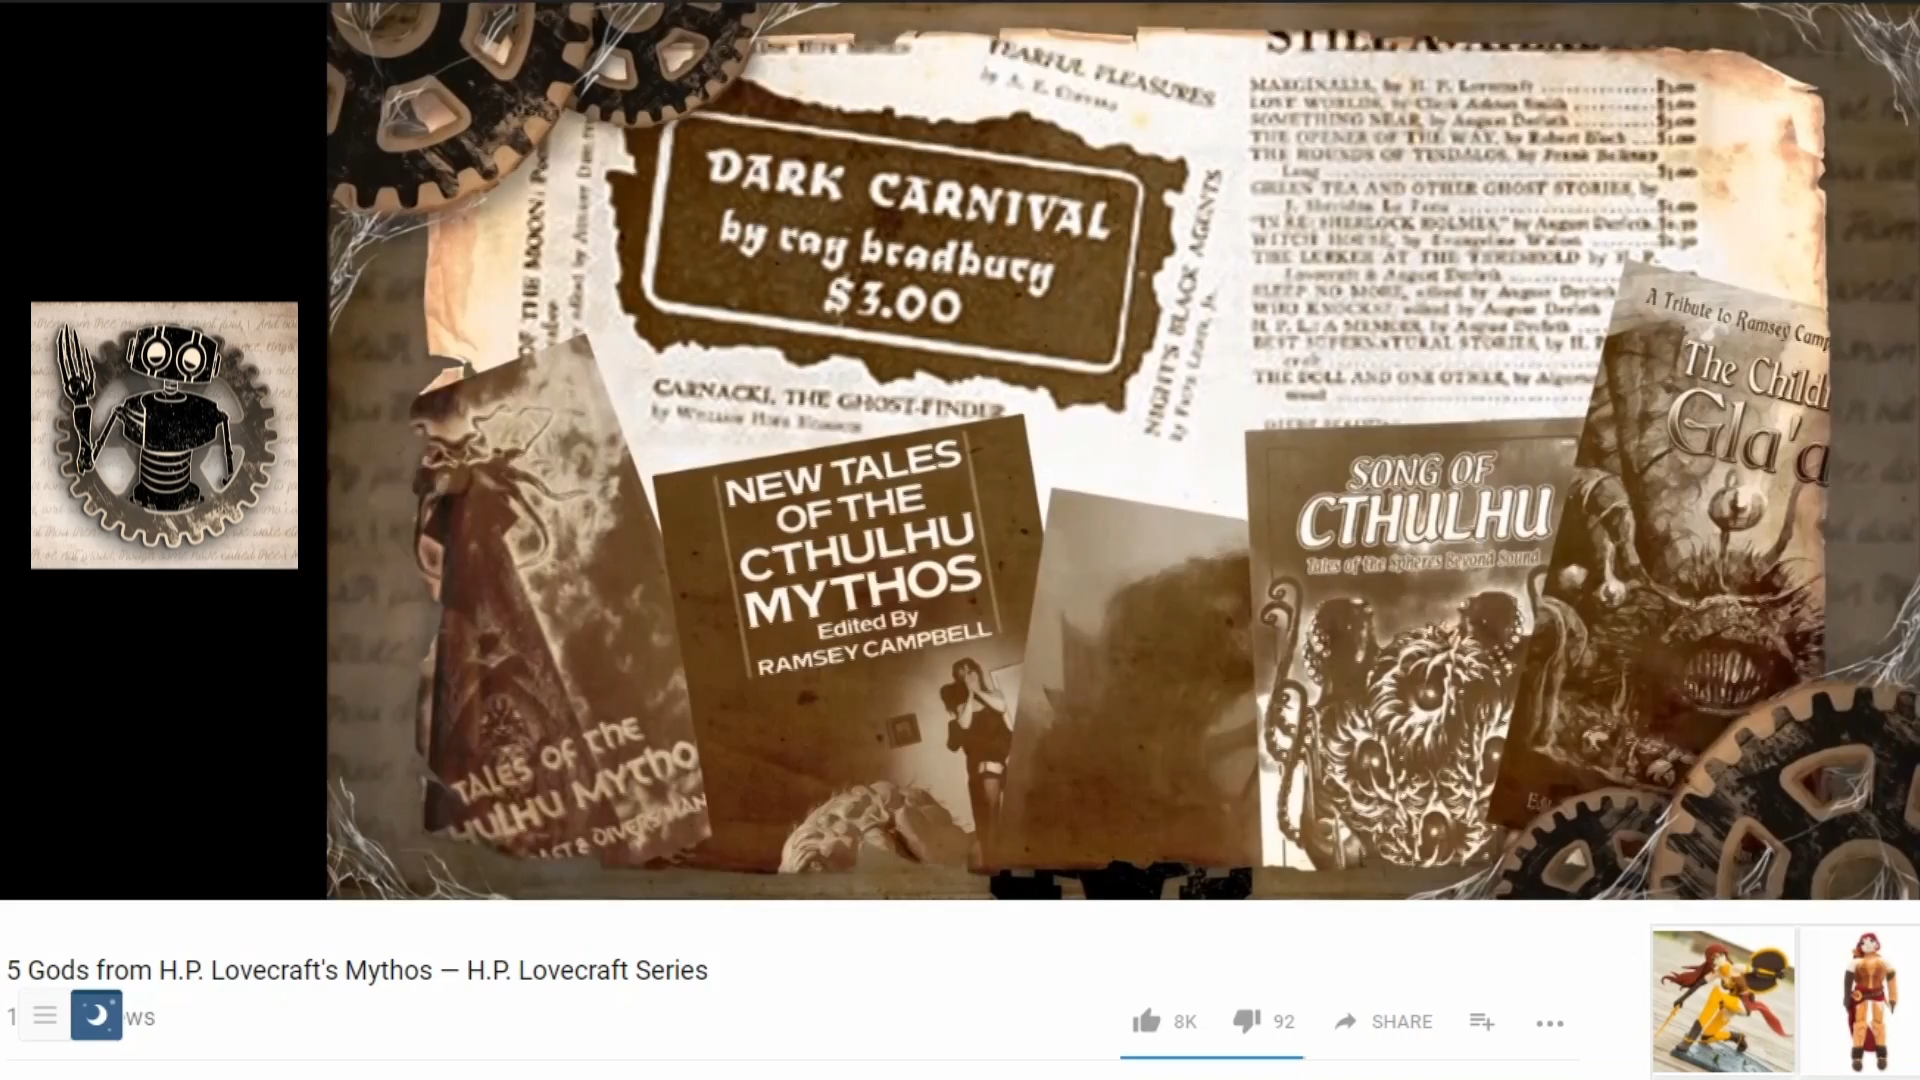 STILL AVAILABLE
FEARFUL PLEASURES
by A. E. Coppard
MARGINALIA, by H. P. Lovecraft
LOST WORLDS, by Clark Ashton Smith
SOMETHING NEAR, by August Derleth
THE OPENER OF THE WAY, by Robert Bloch
THE HOUNDS OF TINDALOS, by Frank Belknap
Long
GREEN TEA AND OTHER GHOST STORIES, by
J. Sheridan Le Fanu
"IN RE: SHERLOCK HOLMES," by August Derleth
WITCH HOUSE, by Evangeline Walton
THE LURKER AT THE THRESHOLD by H. P.
Lovecraft & August Derleth
SLEEP NO MORE, edited by August Derleth
WHO KNOCKS? edited by August Derleth
H. P. L.: A MEMOIR, by August Derleth
BEST SUPERNATURAL STORIES, by H. P.
THE DOLL AND ONE OTHER, by Algernon
DARK CARNIVAL
by ray bradbury
$3.00
OF THE MOON:
NIGHT'S BLACK AGENTS
by Fritz Leiber, Jr.
CARNACKI, THE GHOST-FINDER
by William Hope Hodgson
TALES OF THE
HULHU MYTHO
NEW TALES
OF THE
CTHULHU
MYTHOS
Edited By
RAMSEY CAMPBELL
SONG OF
CTHULHU
Tales of the Spheres Beyond Sound
A Tribute to Ramsey Camp
The Child
Gla'a
5 Gods from H.P. Lovecraft's Mythos — H.P. Lovecraft Series
1 ws
8K
92
SHARE